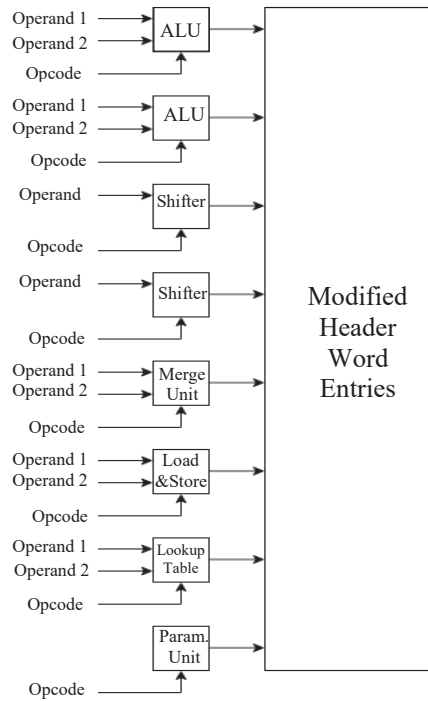 Operand 1
Operand 2
ALU
Opcode
Operand 1
Operand 2
ALU
Opcode
Operand
Shifter
Opcode
Operand
Shifter
Opcode
Operand 1
Operand 2
Merge
Unit
Opcode
Operand 1
Operand 2
Load
&Store
Opcode
Operand 1
Operand 2
Lookup
Table
Opcode
Param.
Unit
Opcode
Modified
Header
Word
Entries